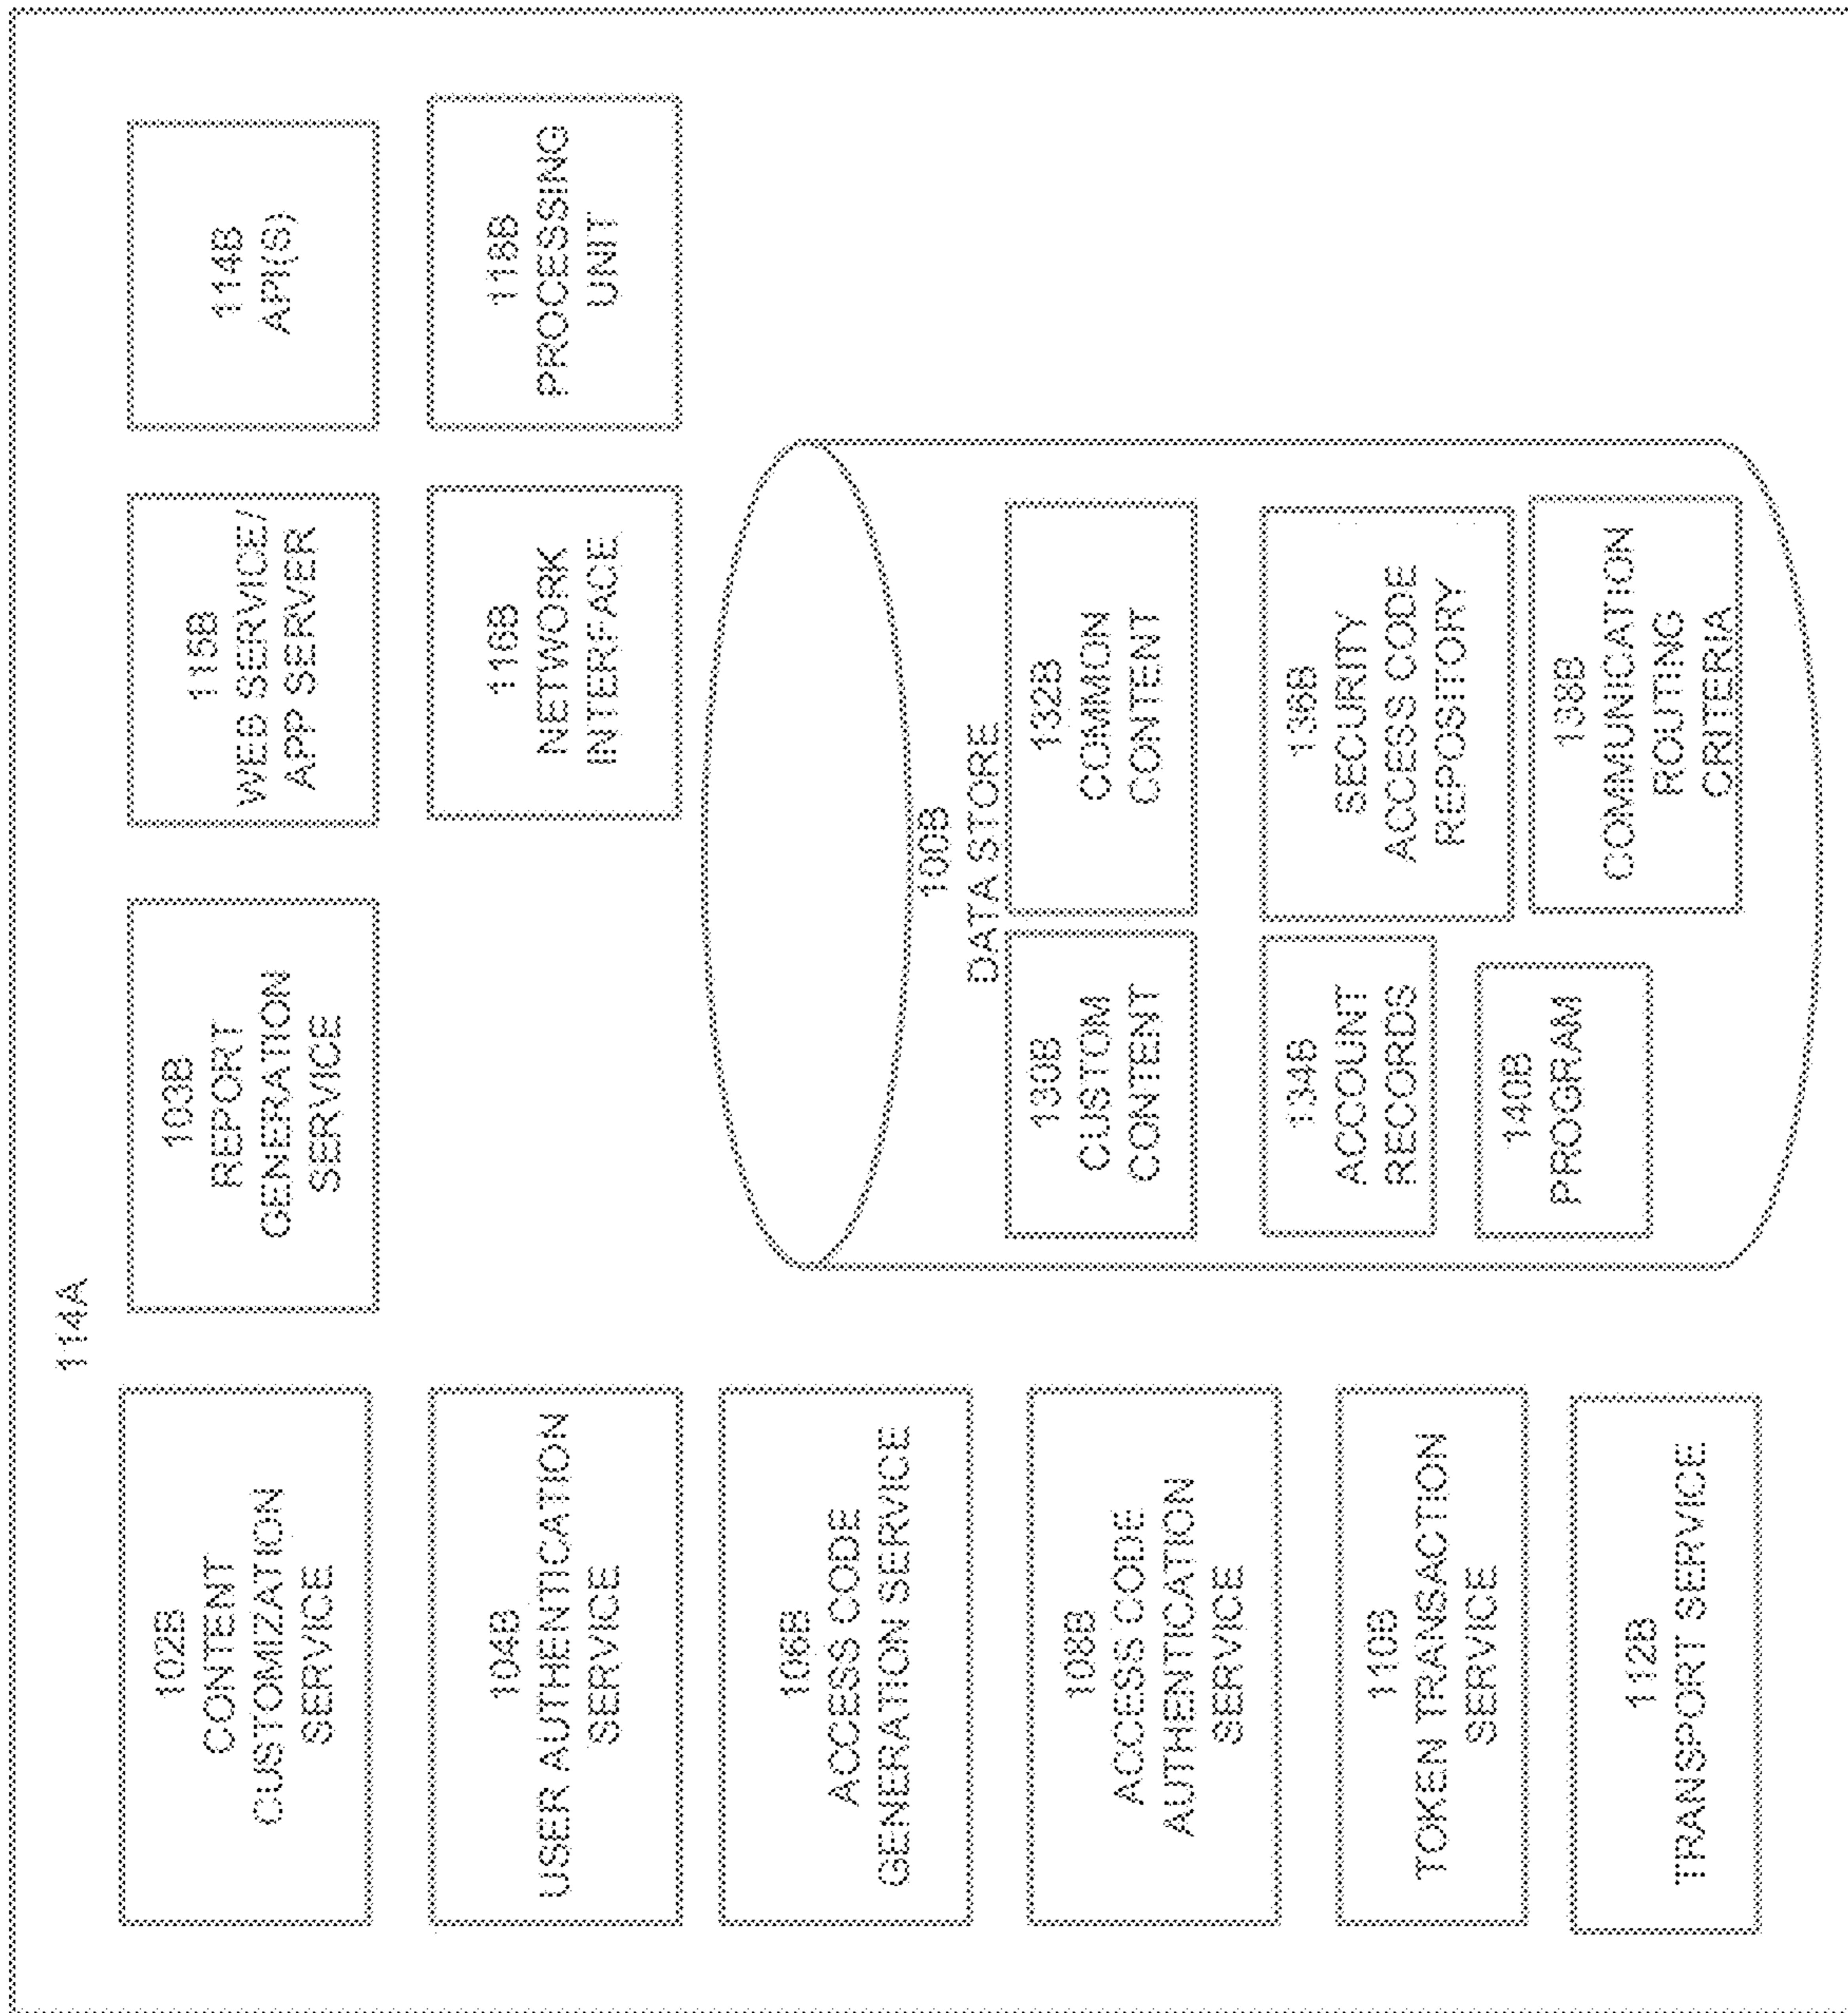 114A
102B
CONTENT
CUSTOMIZATION
SERVICE
103B
REPORT
GENERATION
SERVICE
115B
WEB SERVICE/
APP SERVER
114B
API(S)
104B
USER AUTHENTICATION
SERVICE
116B
NETWORK
INTERFACE
118B
PROCESSING
UNIT
106B
ACCESS CODE
GENERATION SERVICE
108B
ACCESS CODE
AUTHENTICATION
SERVICE
110B
TOKEN TRANSACTION
SERVICE
112B
TRANSPORT SERVICE
100B
DATA STORE
130B
CUSTOM
CONTENT
132B
COMMON
CONTENT
134B
ACCOUNT
RECORDS
136B
SECURITY
ACCESS CODE
REPOSITORY
140B
PROGRAM
138B
COMMUNICATION
ROUTING
CRITERIA